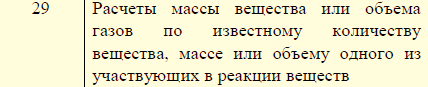 29 Расчеты массы вещества или объема
газов по известному количеству
вещества, массе или объему одного из
участвующих в реакции веществ